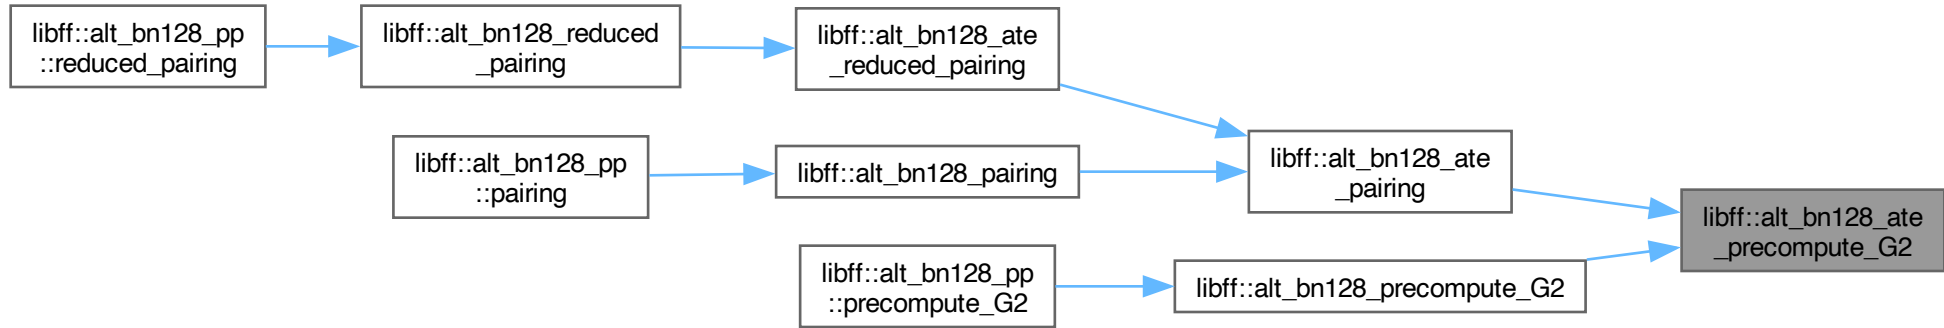 libff::alt_bn128_pp
::reduced_pairing
libff::alt_bn128_reduced
_pairing
libff::alt_bn128_ate
_reduced_pairing
libff::alt_bn128_pp
::pairing
libff::alt_bn128_pairing
libff::alt_bn128_ate
_pairing
libff::alt_bn128_ate
_precompute_G2
libff::alt_bn128_pp
::precompute_G2
libff::alt_bn128_precompute_G2